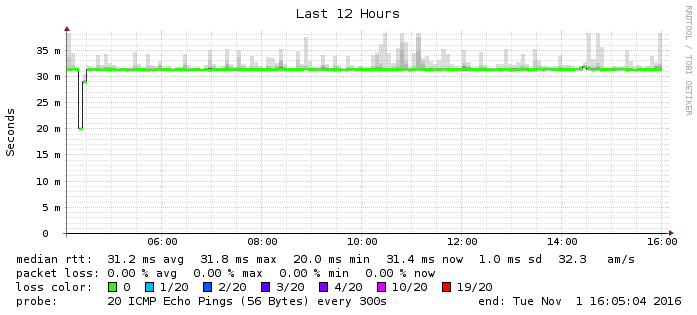 Last 12 Hours
RRDTOOL / TOBI OETIKER
Seconds
35 m
30 m
25 m
20 m
15 m
10 m
5 m
0
06:00 08:00 10:00 12:00 14:00 16:00
median rtt: 31.2 ms avg 31.8 ms max 20.0 ms min 31.4 ms now 1.0 ms sd 32.3 am/s
packet loss: 0.00 % avg 0.00 % max 0.00 % min 0.00 % now
loss color: 0 1/20 2/20 3/20 4/20 10/20 19/20
probe: 20 ICMP Echo Pings (56 Bytes) every 300s end: Tue Nov 1 16:05:04 2016